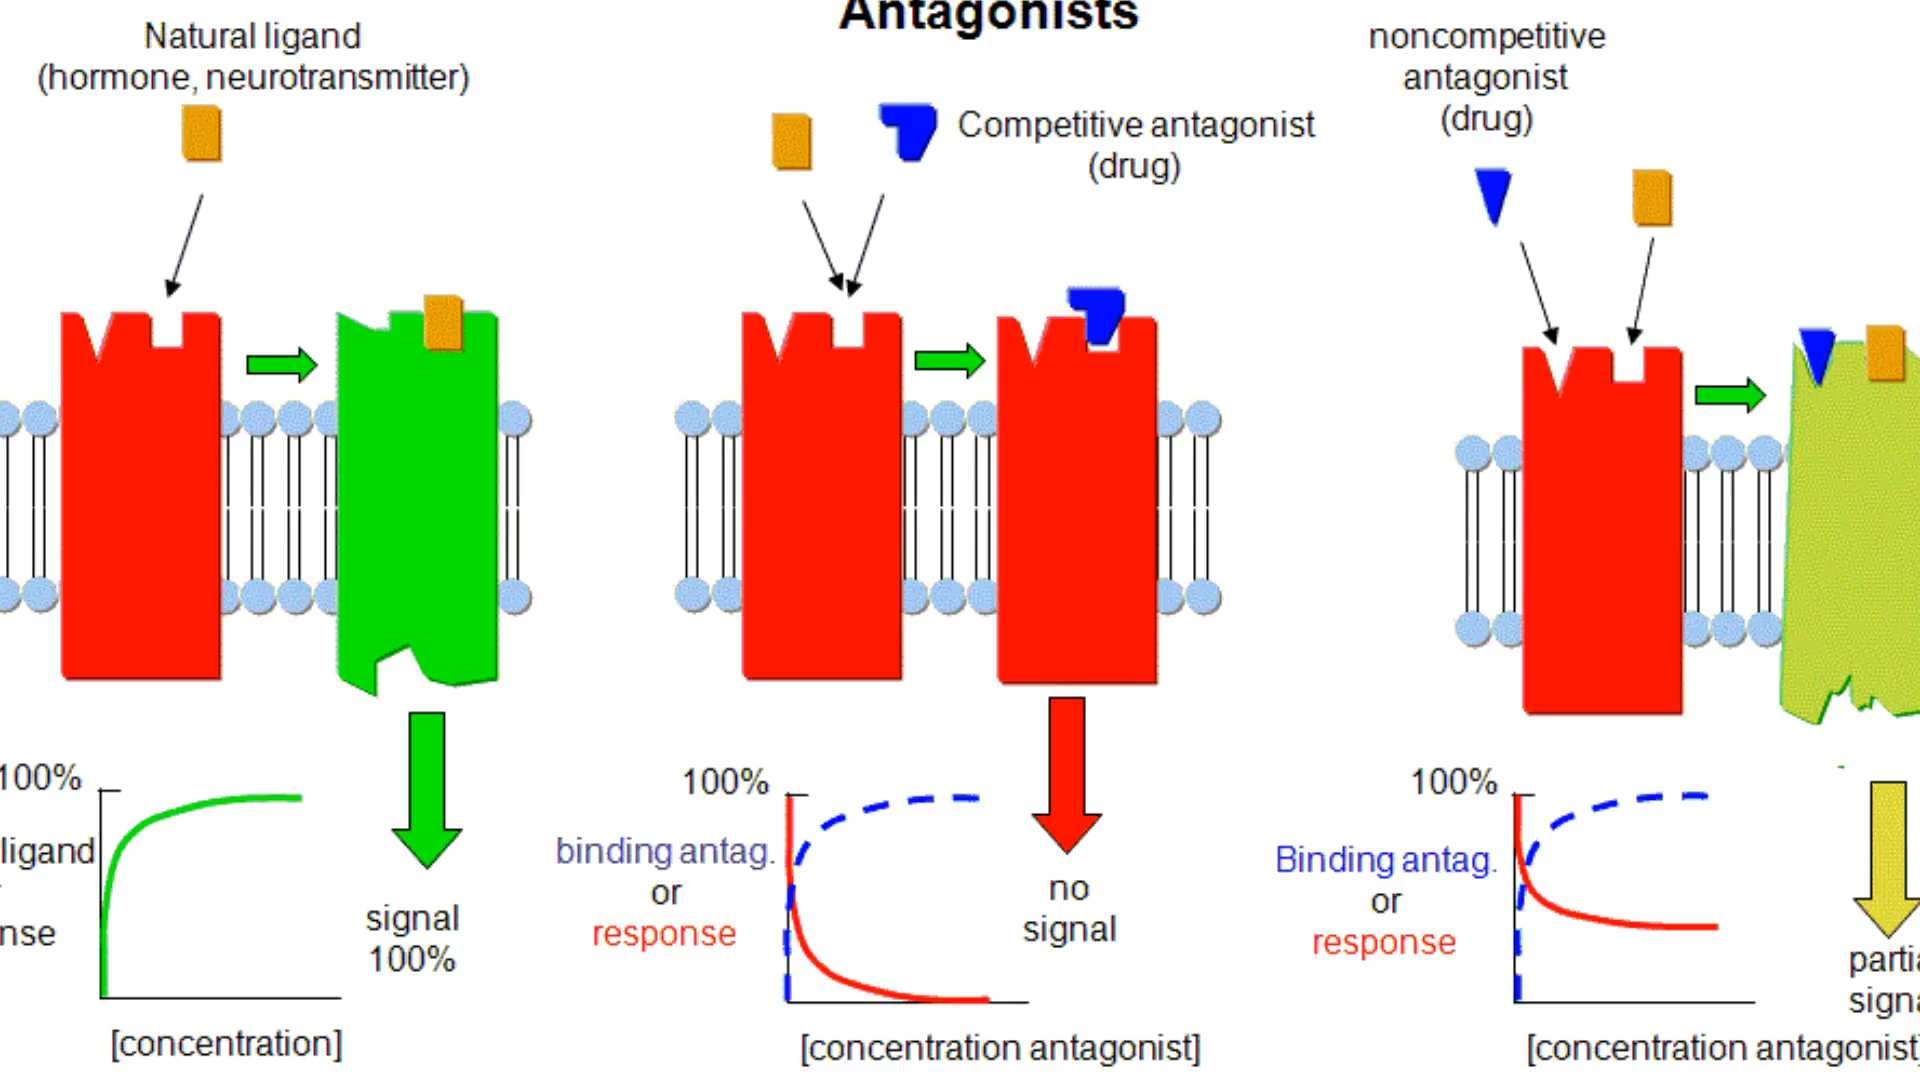 Antagonists
Natural ligand
(hormone, neurotransmitter)
Competitive antagonist
(drug)
noncompetitive
antagonist
(drug)
100%
ligand
signal
100%
[concentration]
100%
binding antag.
or
response
no
signal
[concentration antagonist]
100%
Binding antag.
or
response
[concentration antagonist]